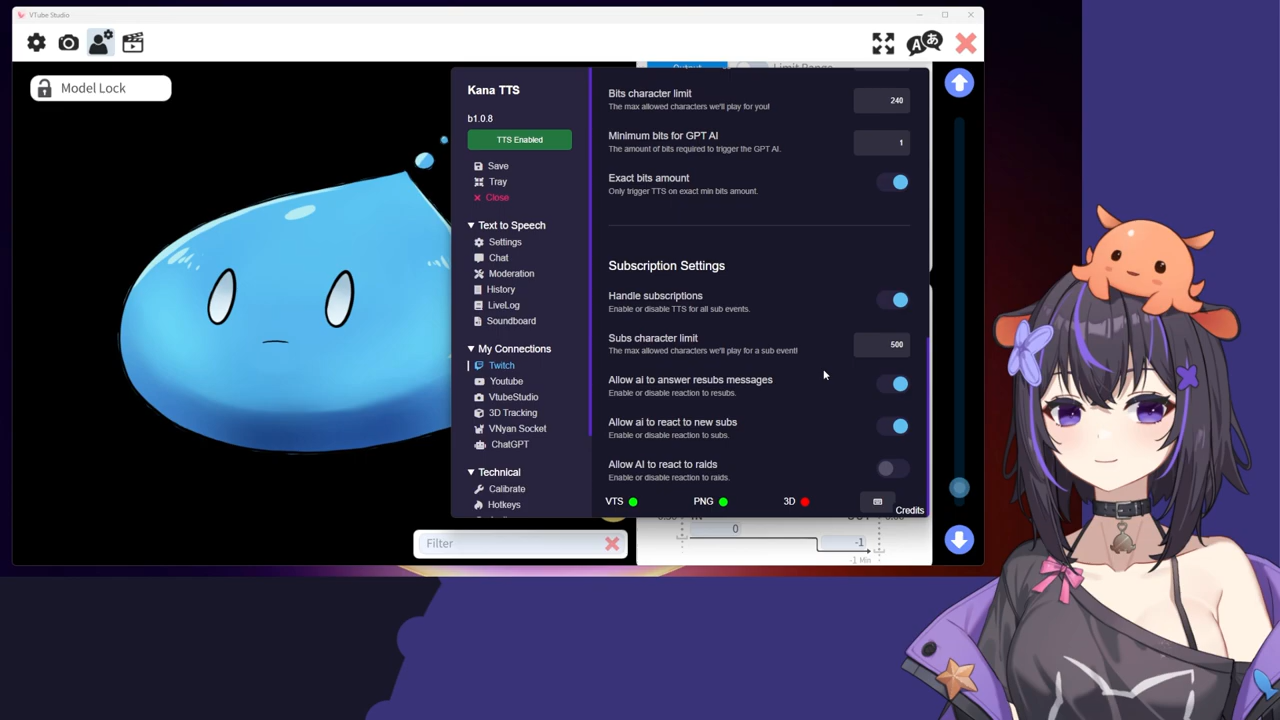 VTube Studio
Aあ
Model Lock
Output
Limit Range
Kana TTS
b1.0.8
TTS Enabled
Save
Tray
Close
Text to Speech
Settings
Chat
Moderation
History
LiveLog
Soundboard
My Connections
Twitch
Youtube
VtubeStudio
3D Tracking
VNyan Socket
ChatGPT
Technical
Calibrate
Hotkeys
Bits character limit
240
The max allowed characters we'll play for you!
Minimum bits for GPT AI
1
The amount of bits required to trigger the GPT AI.
Exact bits amount
Only trigger TTS on exact min bits amount.
Subscription Settings
Handle subscriptions
Enable or disable TTS for all sub events.
Subs character limit
500
The max allowed characters we'll play for a sub event!
Allow ai to answer resubs messages
Enable or disable reaction to resubs.
Allow ai to react to new subs
Enable or disable reaction to subs.
Allow AI to react to raids
Enable or disable reaction to raids.
VTS
PNG
3D
Credits
Filter
0
-1
-1 Min